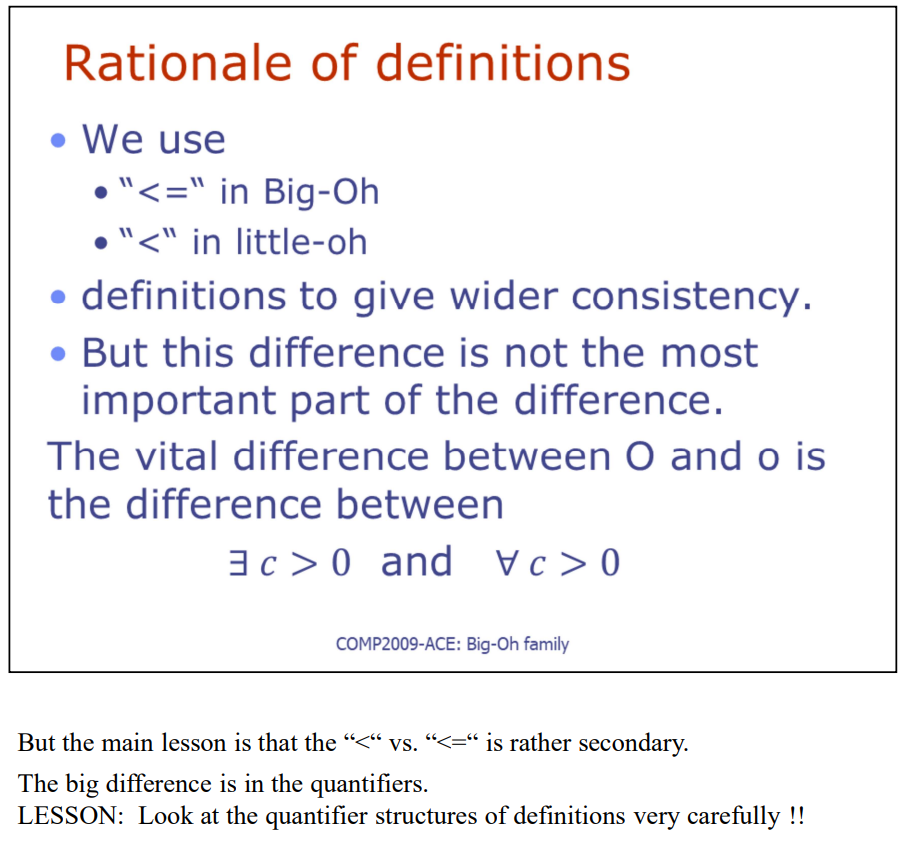 Rationale of definitions
• We use
• "<=" in Big-Oh
• "<" in little-oh
• definitions to give wider consistency.
• But this difference is not the most
important part of the difference.
The vital difference between O and o is
the difference between
∃ c > 0 and ∀ c > 0
COMP2009-ACE: Big-Oh family
But the main lesson is that the “<“ vs. “<=“ is rather secondary.
The big difference is in the quantifiers.
LESSON: Look at the quantifier structures of definitions very carefully !!